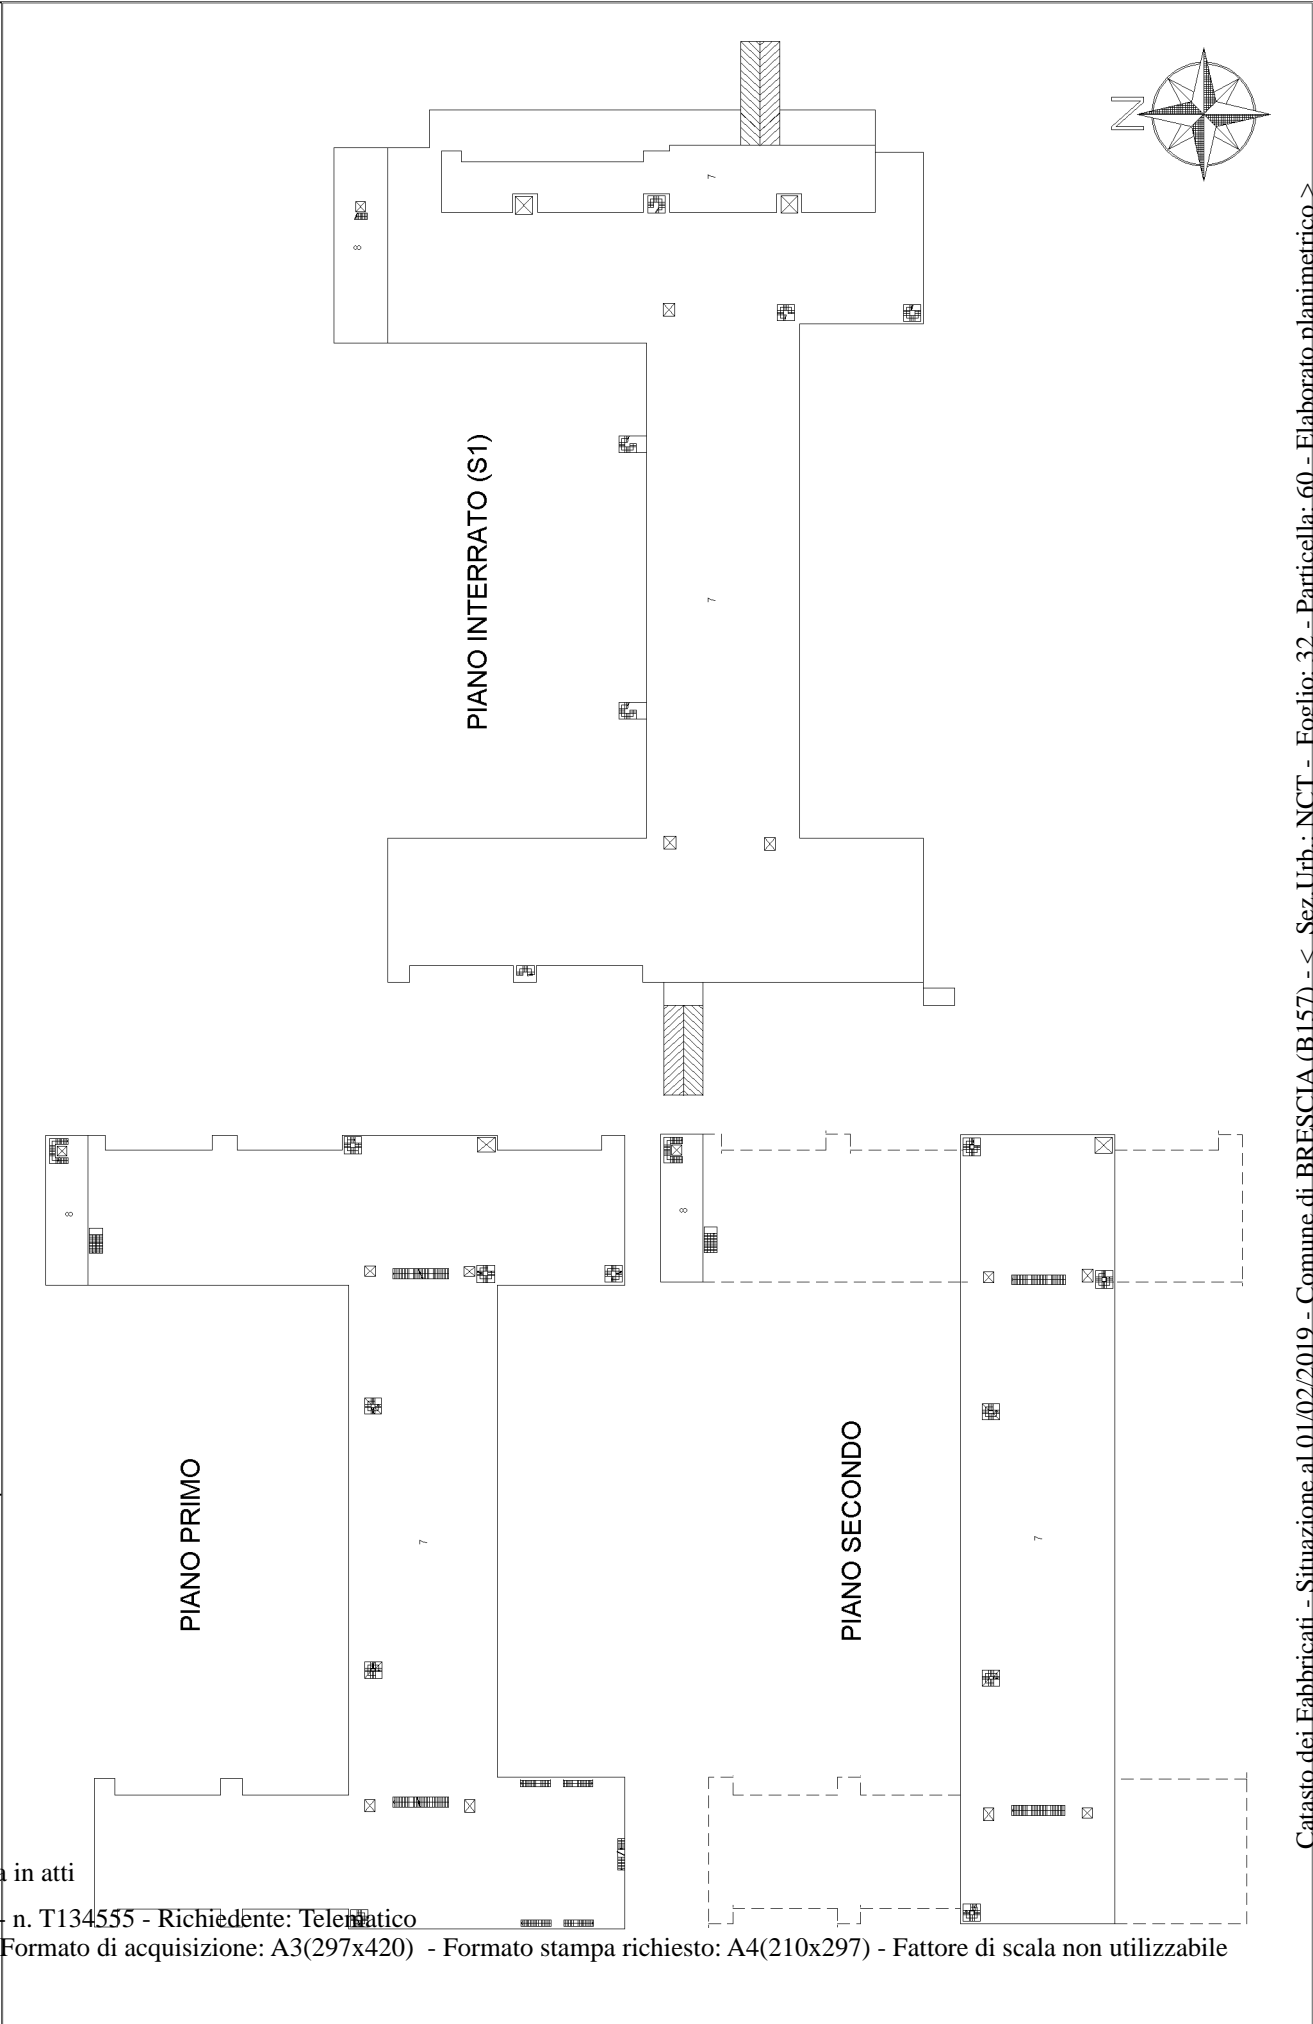 N
7
8
PIANO INTERRATO (S1)
7
8
PIANO PRIMO
7
8
PIANO SECONDO
7
Catasto dei Fabbricati - Situazione al 01/02/2019 - Comune di BRESCIA (B157) - < Sez.Urb.: NCT - Foglio: 32 - Particella: 60 - Elaborato planimetrico >
a in atti
- n. T134555 - Richiedente: Telematico
Formato di acquisizione: A3(297x420) - Formato stampa richiesto: A4(210x297) - Fattore di scala non utilizzabile